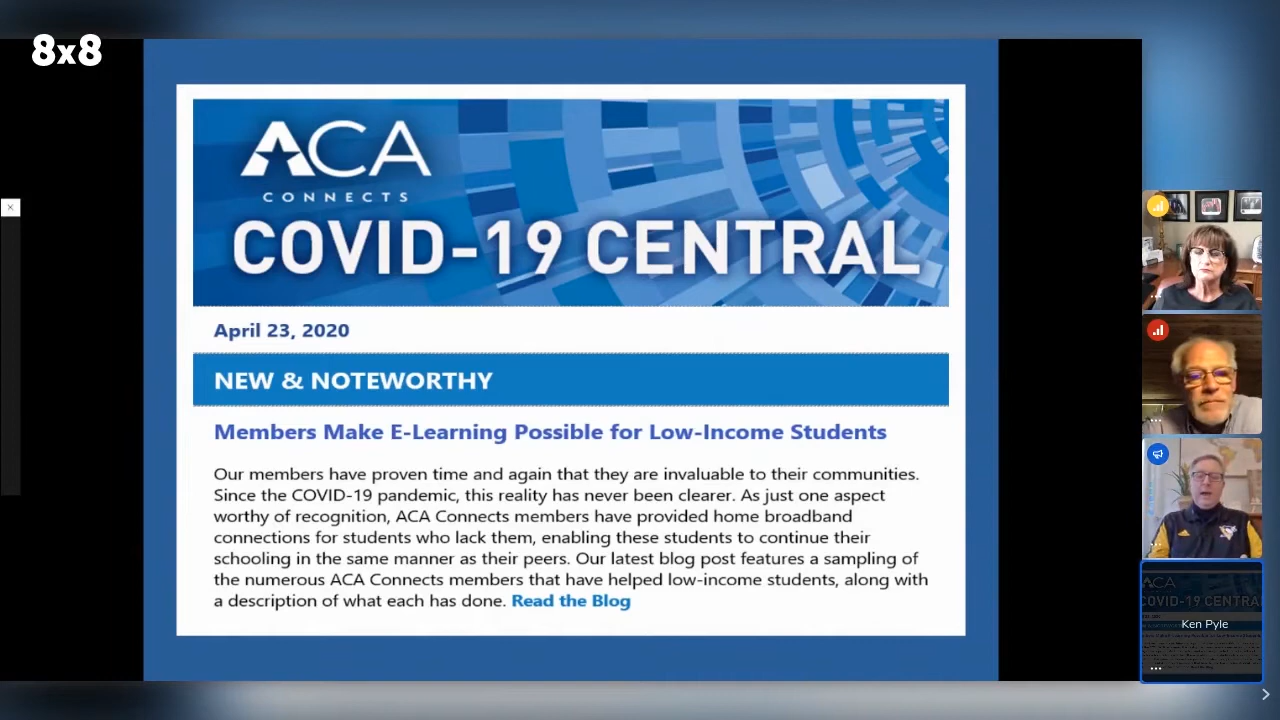 8x8
ACA
CONNECTS
COVID-19 CENTRAL
April 23, 2020
NEW & NOTEWORTHY
Members Make E-Learning Possible for Low-Income Students
Our members have proven time and again that they are invaluable to their communities.
Since the COVID-19 pandemic, this reality has never been clearer. As just one aspect
worthy of recognition, ACA Connects members have provided home broadband
connections for students who lack them, enabling these students to continue their
schooling in the same manner as their peers. Our latest blog post features a sampling of
the numerous ACA Connects members that have helped low-income students, along with
a description of what each has done. Read the Blog
ACA
COVID-19 CENTRA
Ken Pyle